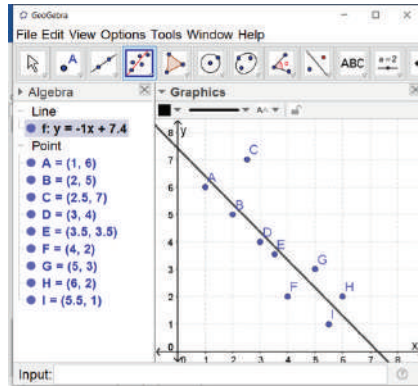 GeoGebra
File Edit View Options Tools Window Help
A
ABC
a=2
Algebra
Graphics
Line
f: y = -1x + 7.4
Point
A = (1, 6)
B = (2, 5)
C = (2.5, 7)
D = (3, 4)
E = (3.5, 3.5)
F = (4, 2)
G = (5, 3)
H = (6, 2)
I = (5.5, 1)
AA
y
8
7
6
5
4
3
2
1
0
0 1 2 3 4 5 6 7 8
x
A
B
C
D
E
F
G
H
I
Input: